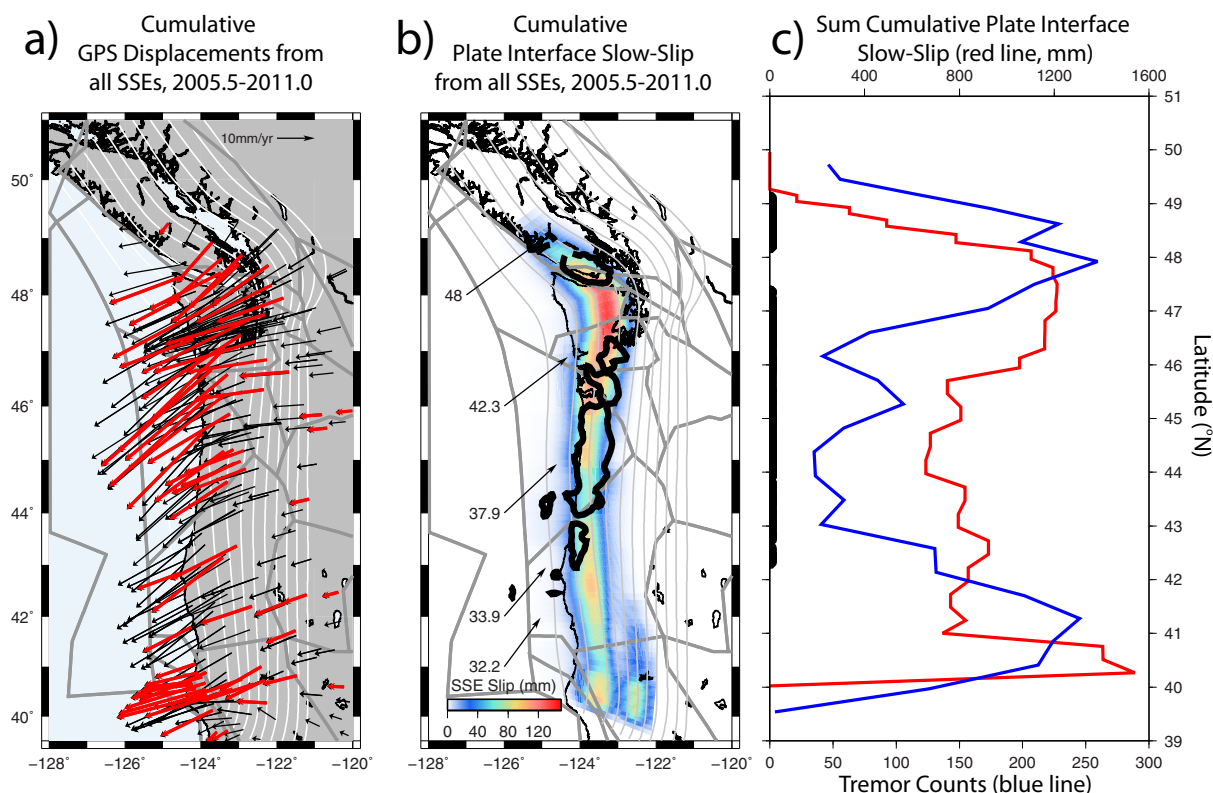 a)
Cumulative
GPS Displacements from
all SSEs, 2005.5-2011.0
10mm/yr
50°
48°
46°
44°
42°
40°
−128°
−126°
−124°
−122°
−120°
b)
Cumulative
Plate Interface Slow-Slip
from all SSEs, 2005.5-2011.0
48
42.3
37.9
33.9
32.2
SSE Slip (mm)
0 40 80 120
−128°
−126°
−124°
−122°
−120°
c)
Sum Cumulative Plate Interface
Slow-Slip (red line, mm)
0 400 800 1200 1600
51
50
49
48
47
46
45
44
43
42
41
40
39
Latitude (°N)
0 50 100 150 200 250 300
Tremor Counts (blue line)